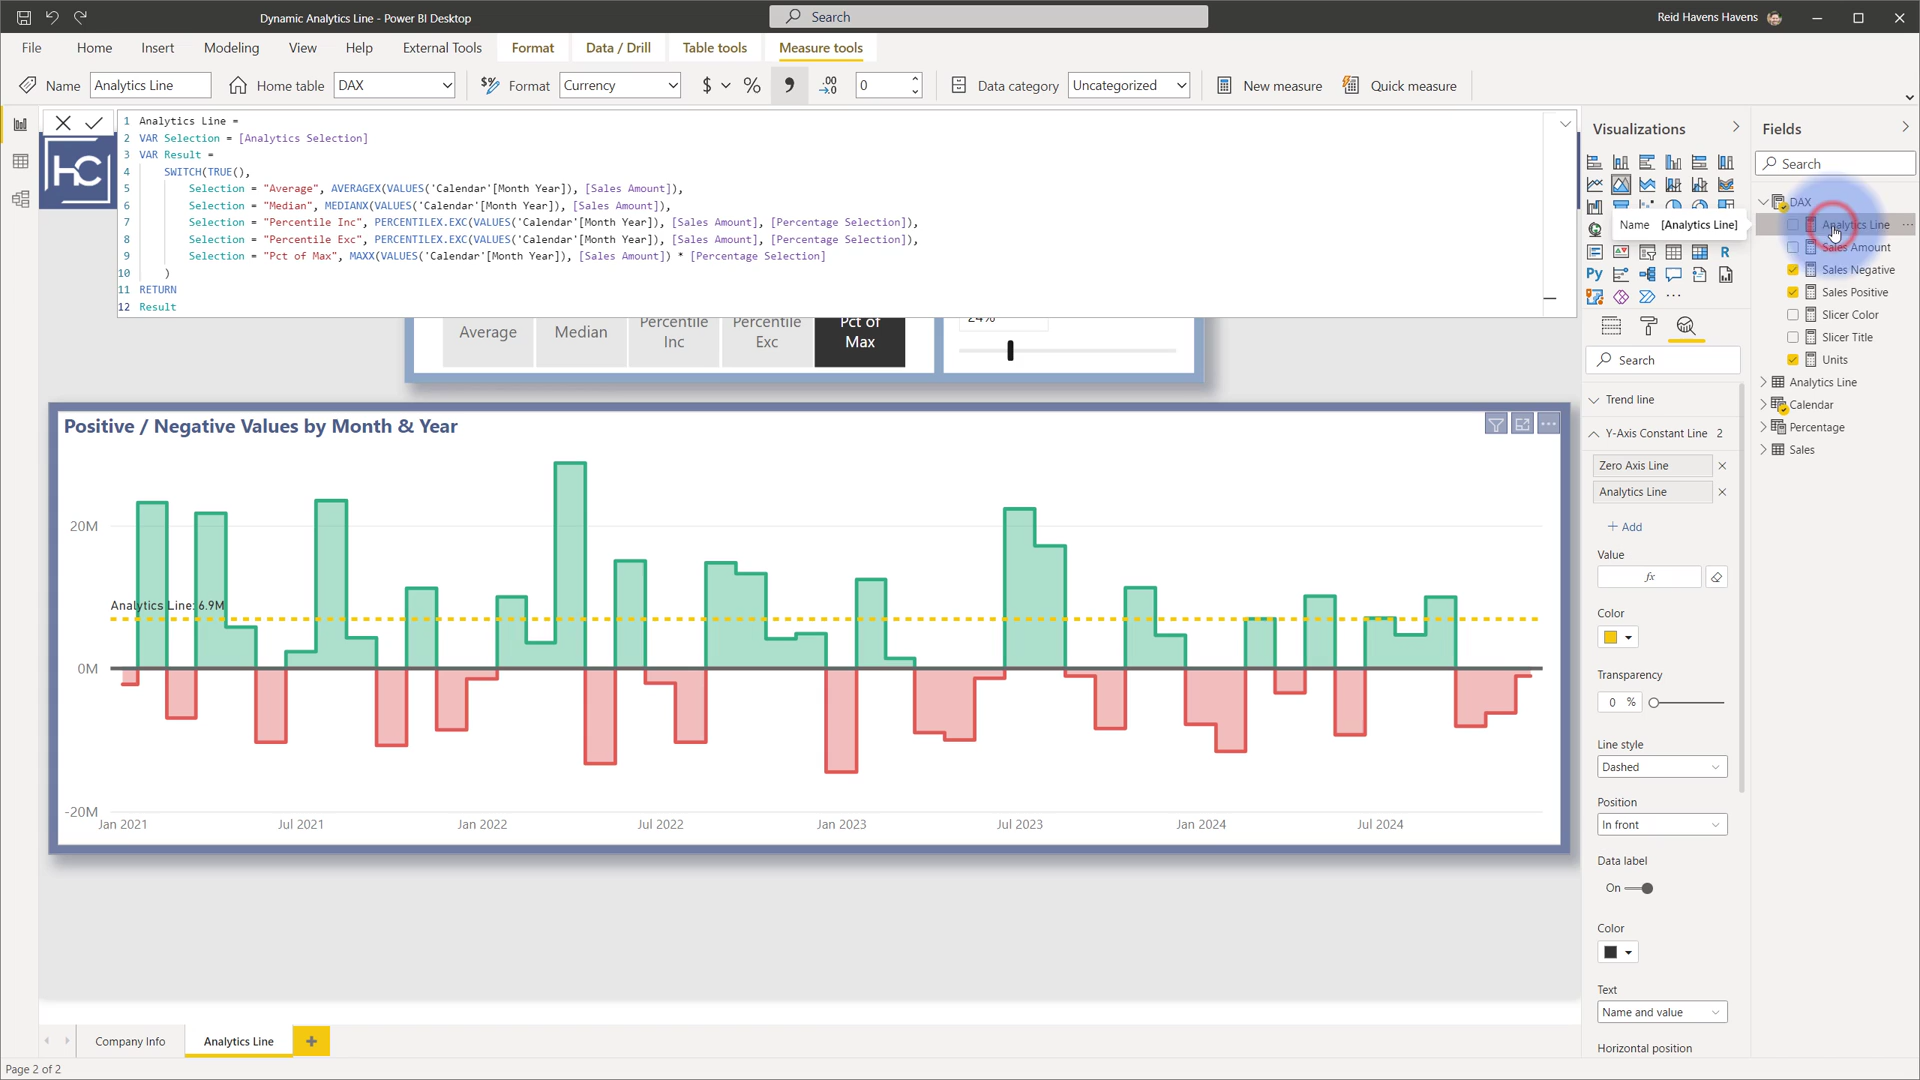 Dynamic Analytics Line - Power BI Desktop
Search
Reid Havens Havens
File
Home
Insert
Modeling
View
Help
External Tools
Format
Data / Drill
Table tools
Measure tools
Name
Analytics Line
Home table
DAX
Format
Currency
$
%
0
Data category
Uncategorized
New measure
Quick measure
HC
1 Analytics Line =
2 VAR Selection = [Analytics Selection]
3 VAR Result =
4 SWITCH(TRUE(),
5 Selection = "Average", AVERAGEX(VALUES('Calendar'[Month Year]), [Sales Amount]),
6 Selection = "Median", MEDIANX(VALUES('Calendar'[Month Year]), [Sales Amount]),
7 Selection = "Percentile Inc", PERCENTILEX.EXC(VALUES('Calendar'[Month Year]), [Sales Amount], [Percentage Selection]),
8 Selection = "Percentile Exc", PERCENTILEX.EXC(VALUES('Calendar'[Month Year]), [Sales Amount], [Percentage Selection]),
9 Selection = "Pct of Max", MAXX(VALUES('Calendar'[Month Year]), [Sales Amount]) * [Percentage Selection]
10 )
11 RETURN
12 Result
Average
Median
Percentile
Inc
Percentile
Exc
Pct of
Max
24%
Positive / Negative Values by Month & Year
20M
Analytics Line: 6.9M
0M
-20M
Jan 2021
Jul 2021
Jan 2022
Jul 2022
Jan 2023
Jul 2023
Jan 2024
Jul 2024
Visualizations
Name [Analytics Line]
R
Py
Search
Trend line
Y-Axis Constant Line 2
Zero Axis Line
Analytics Line
+ Add
Value
fx
Color
Transparency
0 %
Line style
Dashed
Position
In front
Data label
On
Color
Text
Name and value
Horizontal position
Fields
Search
DAX
Analytics Line
Sales Amount
Sales Negative
Sales Positive
Slicer Color
Slicer Title
Units
Analytics Line
Calendar
Percentage
Sales
Company Info
Analytics Line
Page 2 of 2